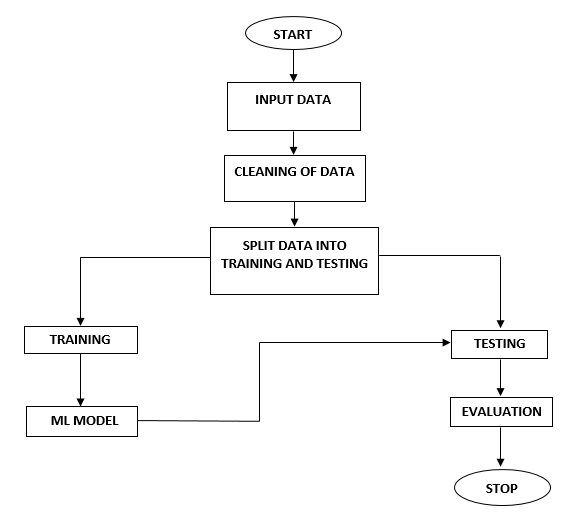 START
INPUT DATA
CLEANING OF DATA
SPLIT DATA INTO
TRAINING AND TESTING
TRAINING
TESTING
ML MODEL
EVALUATION
STOP